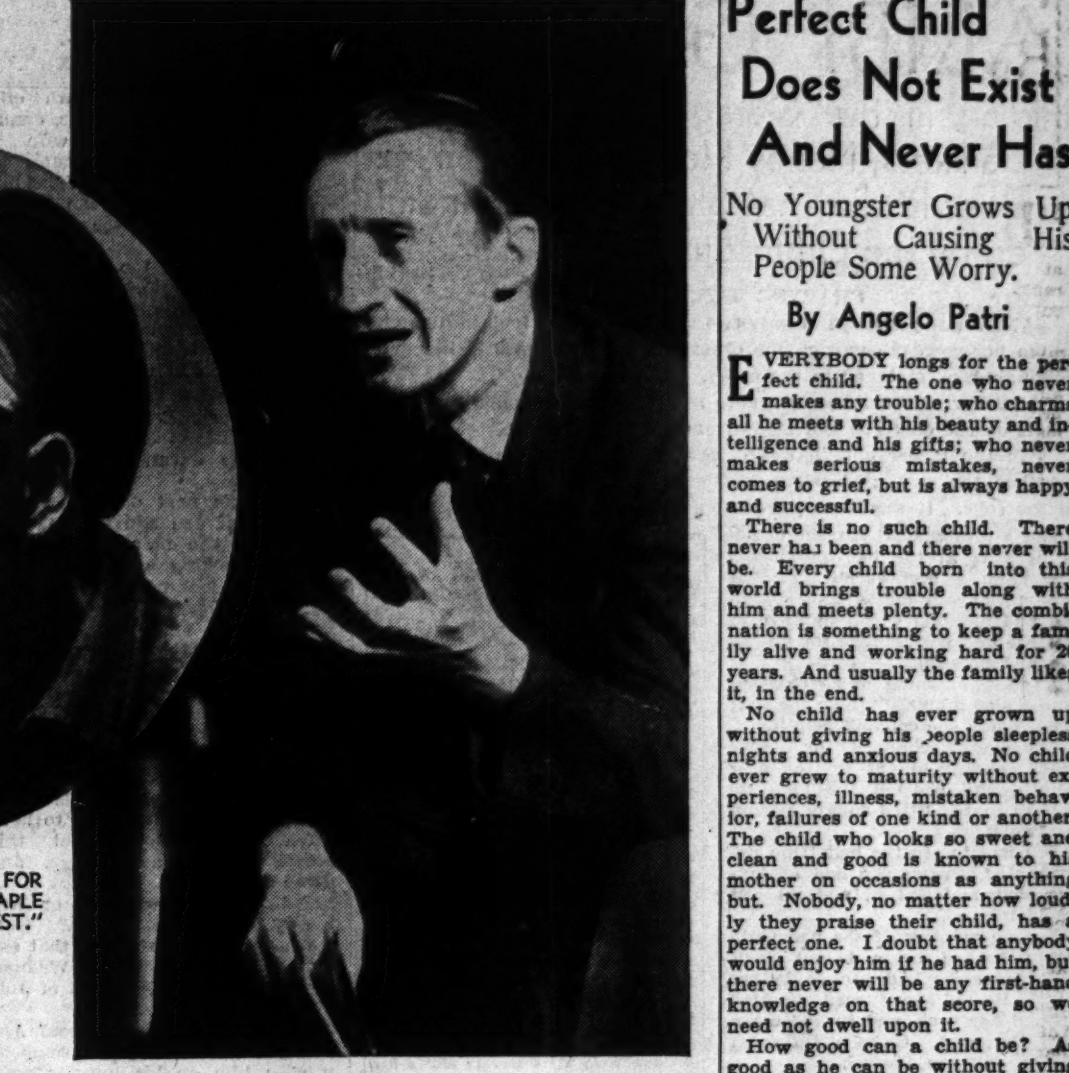 FOR
APLE
ST."
Perfect Child
Does Not Exist
And Never Has
No Youngster Grows Up
Without Causing His
People Some Worry.
By Angelo Patri
EVERYBODY longs for the per
fect child. The one who never
makes any trouble; who charms
all he meets with his beauty and in
telligence and his gifts; who never
makes serious mistakes, never
comes to grief, but is always happy
and successful.
There is no such child. There
never has been and there never wil
be. Every child born into this
world brings trouble along with
him and meets plenty. The combi
nation is something to keep a fam
ily alive and working hard for 20
years. And usually the family likes
it, in the end.
No child has ever grown up
without giving his people sleepless
nights and anxious days. No child
ever grew to maturity without ex
periences, illness, mistaken behav
ior, failures of one kind or another
The child who looks so sweet and
clean and good is known to his
mother on occasions as anything
but. Nobody, no matter how loud
ly they praise their child, has a
perfect one. I doubt that anybody
would enjoy him if he had him, but
there never will be any first-hand
knowledge on that score, so we
need not dwell upon it.
How good can a child be? As
good as he can be without giving